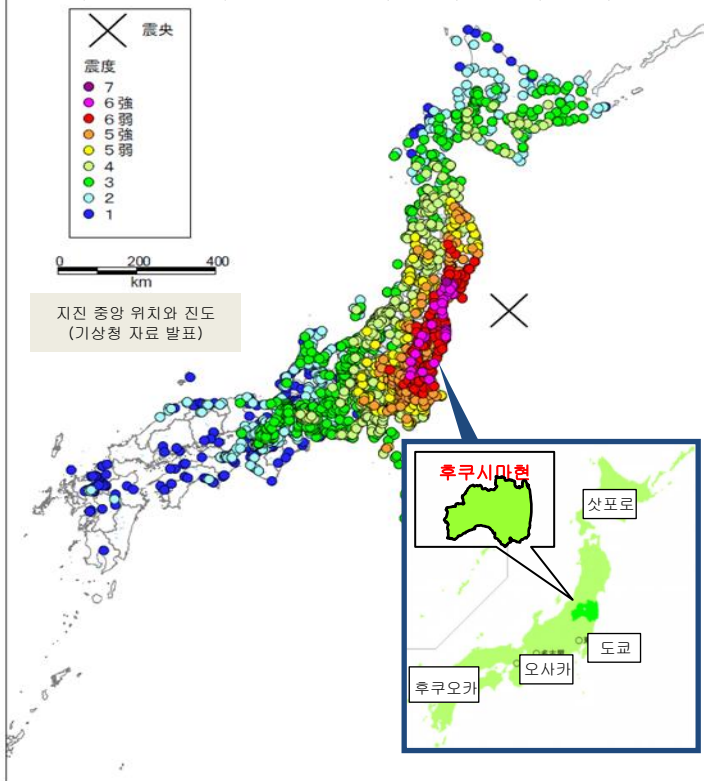 震央
震度
7
6強
6弱
5強
5弱
4
3
2
1
0 200 400
km
지진 중앙 위치와 진도
(기상청 자료 발표)
후쿠시마현
삿포로
도쿄
오사카
후쿠오카